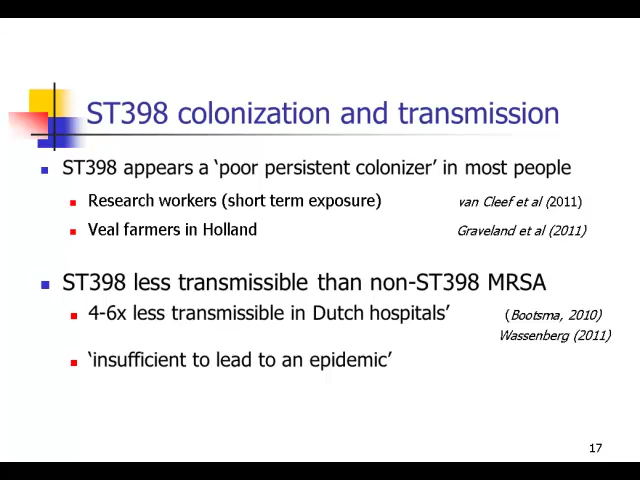 ST398 colonization and transmission
ST398 appears a ‘poor persistent colonizer’ in most people
Research workers (short term exposure) van Cleef et al (2011)
Veal farmers in Holland Graveland et al (2011)
ST398 less transmissible than non-ST398 MRSA
4-6x less transmissible in Dutch hospitals’ (Bootsma, 2010)
Wassenberg (2011)
‘insufficient to lead to an epidemic’
17